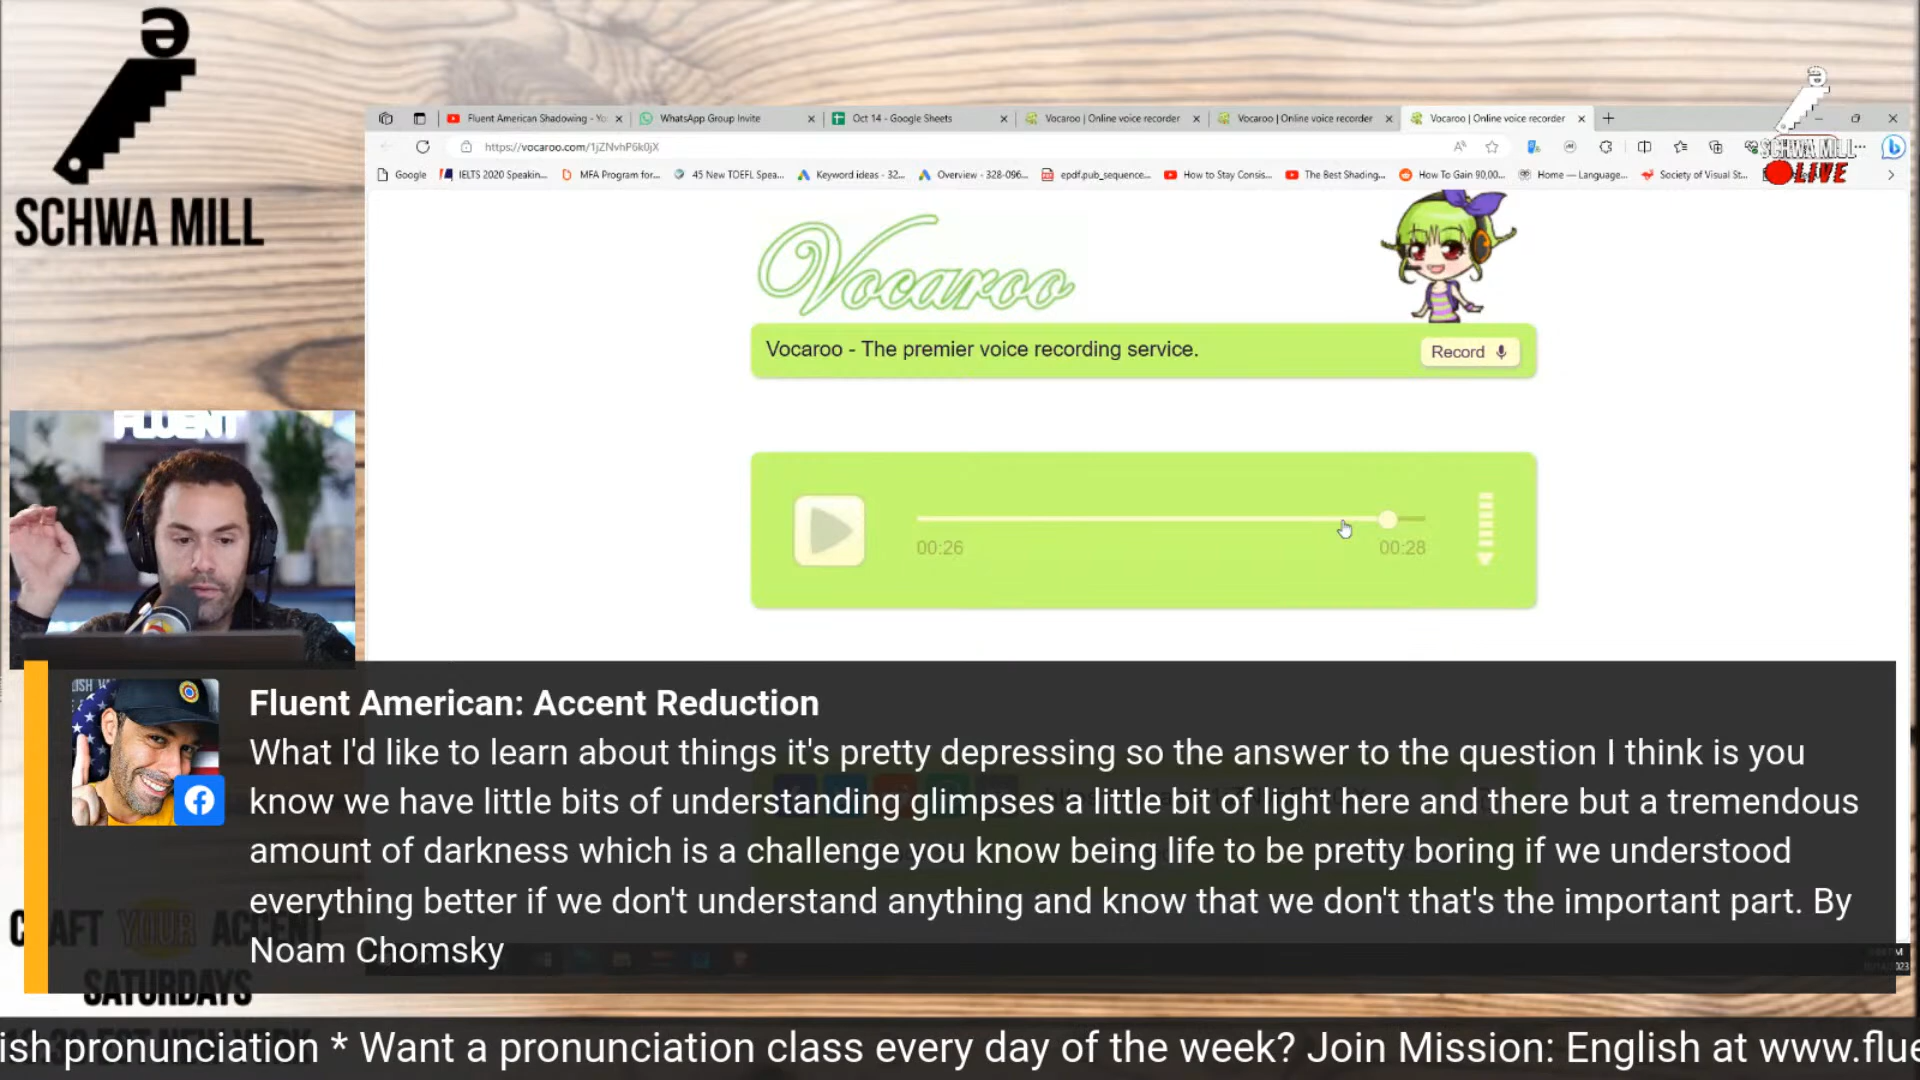 ə
SCHWA MILL
Fluent American Shadowing - Yo
WhatsApp Group Invite
Oct 14 - Google Sheets
Vocaroo | Online voice recorder
Vocaroo | Online voice recorder
Vocaroo | Online voice recorder
https://vocaroo.com/1jZNvhP6k0jX
SCHWA MILL
LIVE
Google
IELTS 2020 Speakin...
MFA Program for...
45 New TOEFL Spea...
Keyword ideas - 32...
Overview - 328-096...
epdf.pub_sequence...
How to Stay Consis...
The Best Shading...
How To Gain 90,00...
Home — Language...
Society of Visual St...
Vocaroo
Vocaroo - The premier voice recording service.
Record
00:26
00:28
FLUENT
Fluent American: Accent Reduction
What I'd like to learn about things it's pretty depressing so the answer to the question I think is you
know we have little bits of understanding glimpses a little bit of light here and there but a tremendous
amount of darkness which is a challenge you know being life to be pretty boring if we understood
everything better if we don't understand anything and know that we don't that's the important part. By
Noam Chomsky
CRAFT YOUR ACCENT
SATURDAYS
ish pronunciation * Want a pronunciation class every day of the week? Join Mission: English at www.flue